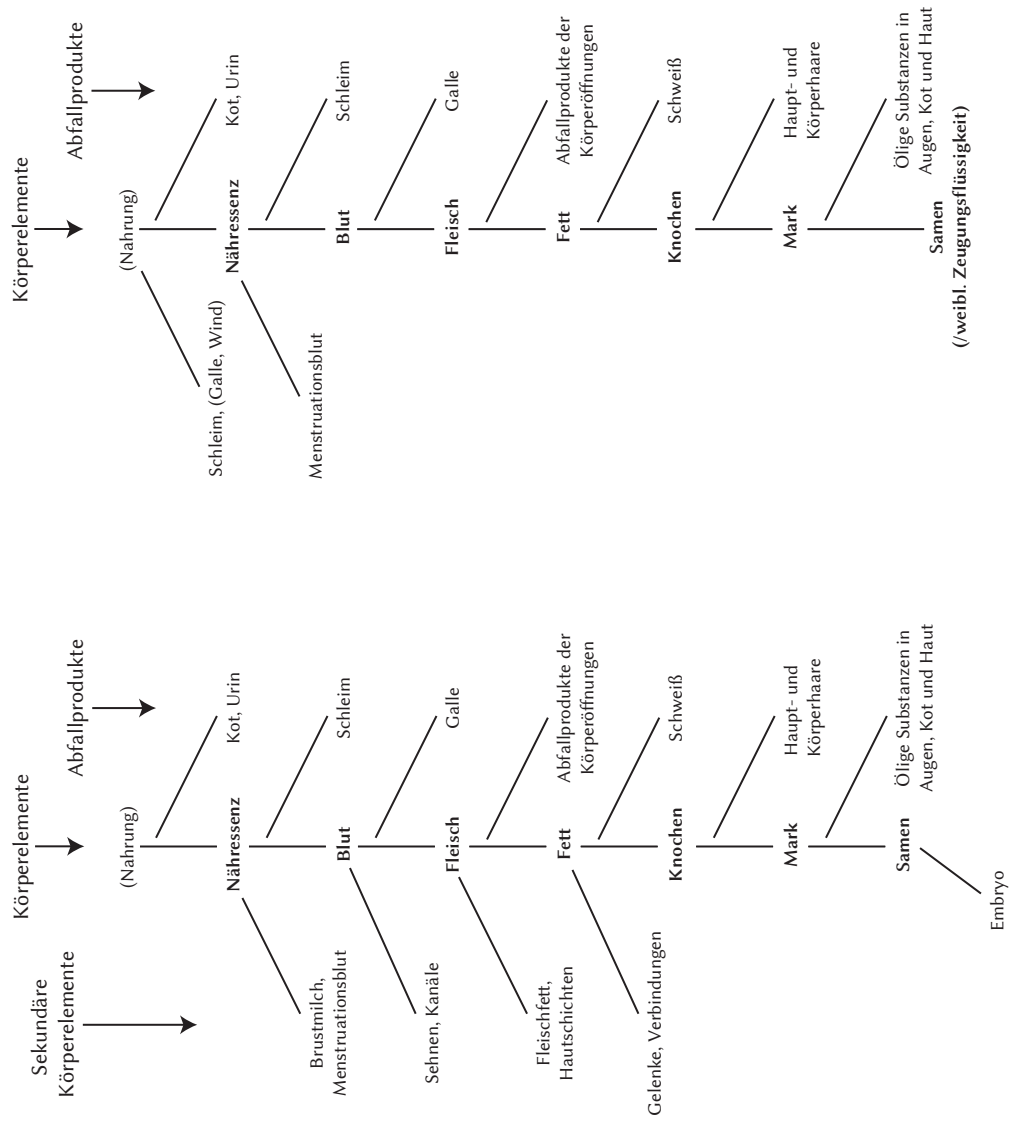 Sekundäre
Körperelemente
Körperelemente
Abfallprodukte
(Nahrung)
Kot, Urin
Nähressenz
Brustmilch,
Menstruationsblut
Schleim
Blut
Sehnen, Kanäle
Galle
Fleisch
Fleischfett,
Hautschichten
Abfallprodukte der
Körperöffnungen
Fett
Gelenke, Verbindungen
Schweiß
Knochen
Haupt- und
Körperhaare
Mark
Ölige Substanzen in
Augen, Kot und Haut
Samen
Embryo
Körperelemente
Abfallprodukte
(Nahrung)
Schleim, (Galle, Wind)
Kot, Urin
Nähressenz
Menstruationsblut
Schleim
Blut
Galle
Fleisch
Abfallprodukte der
Körperöffnungen
Fett
Schweiß
Knochen
Haupt- und
Körperhaare
Mark
Ölige Substanzen in
Augen, Kot und Haut
Samen
(/weibl. Zeugungsflüssigkeit)